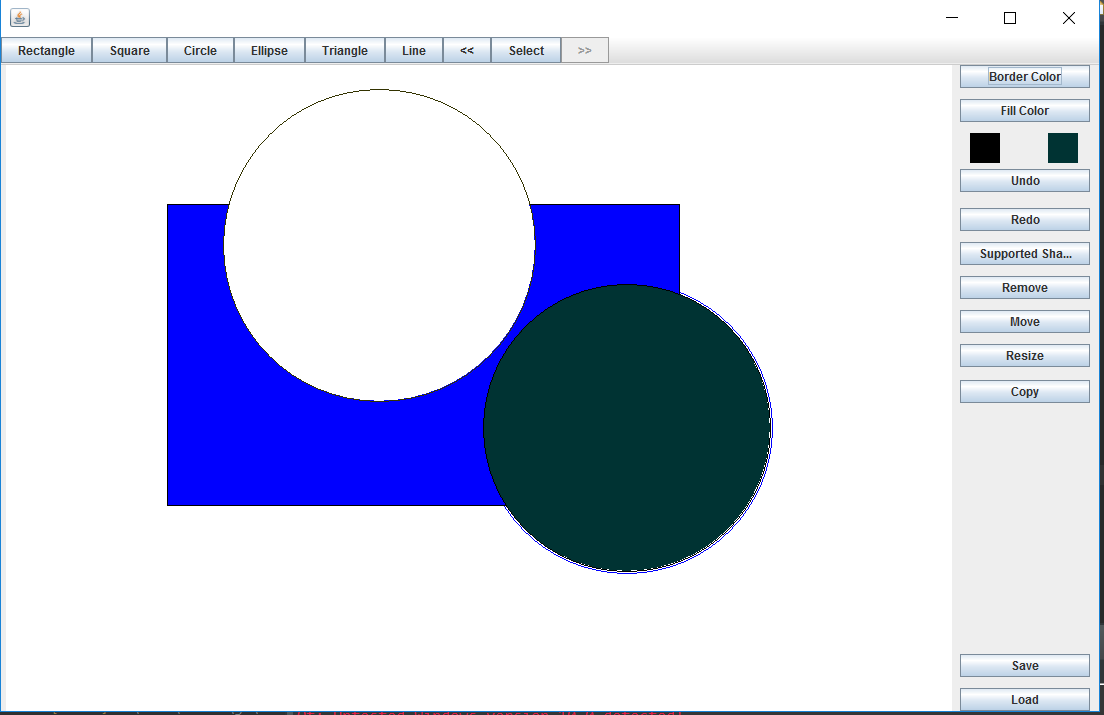 Rectangle Square Circle Ellipse Triangle Line << Select >>
Border Color
Fill Color
Undo
Redo
Supported Sha...
Remove
Move
Resize
Copy
Save
Load